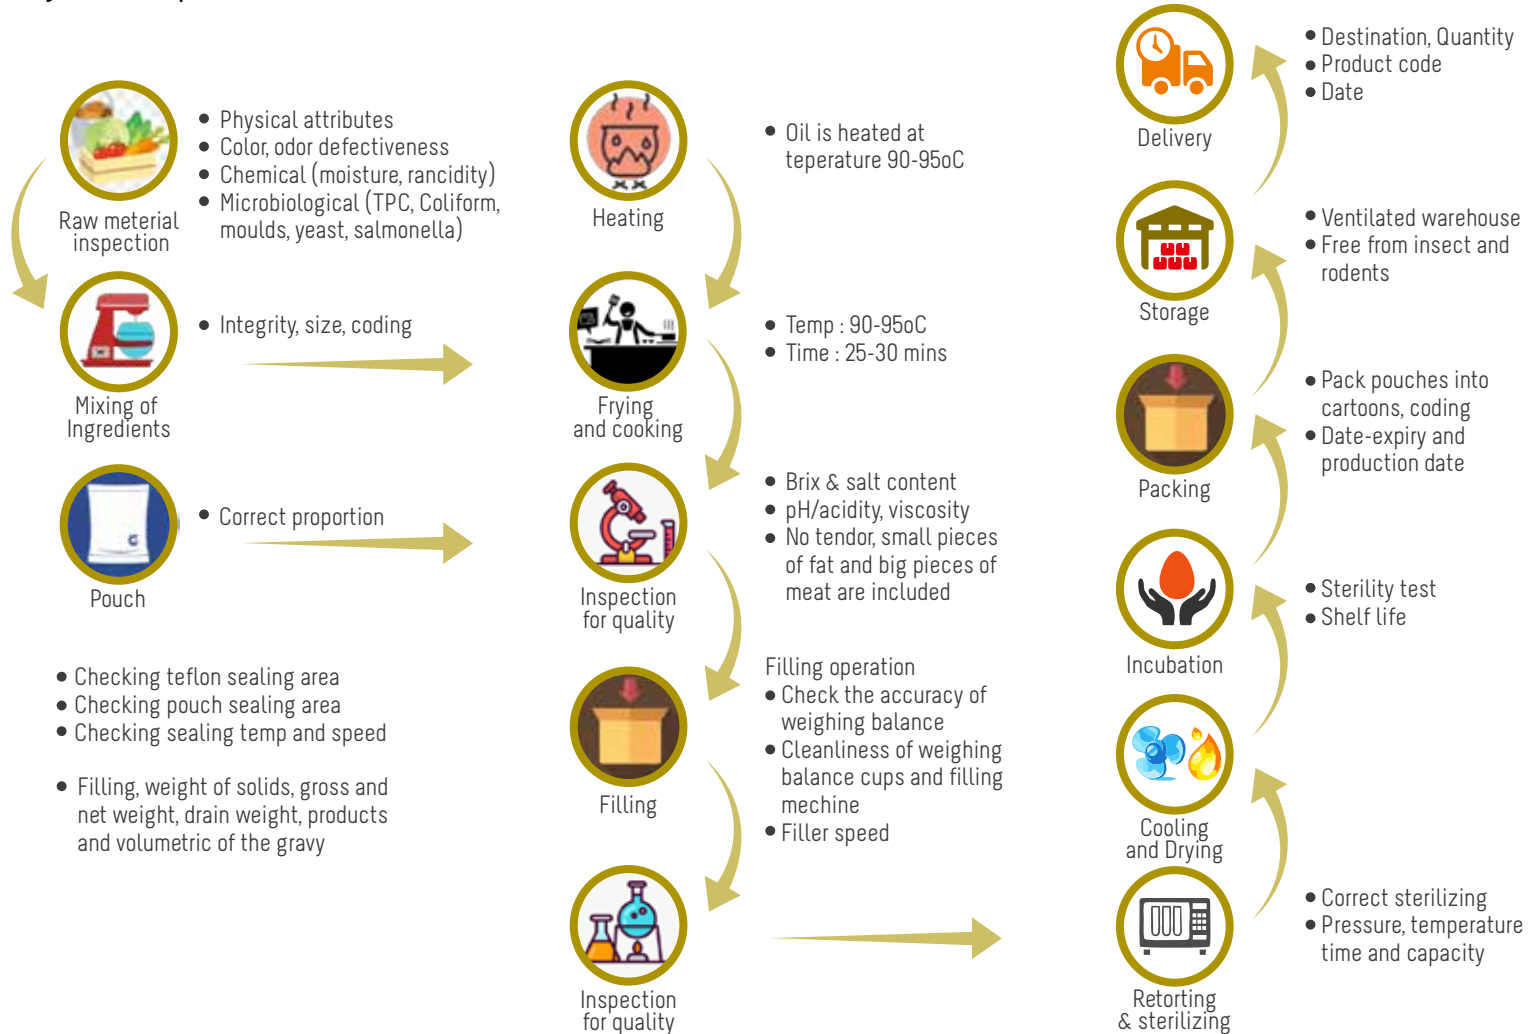 Physical attributes
Color, odor defectiveness
Chemical (moisture, rancidity)
Microbiological (TPC, Coliform,
moulds, yeast, salmonella)
Raw meterial
inspection
Integrity, size, coding
Mixing of
Ingredients
Correct proportion
Pouch
Checking teflon sealing area
Checking pouch sealing area
Checking sealing temp and speed
Filling, weight of solids, gross and
net weight, drain weight, products
and volumetric of the gravy
Oil is heated at
teperature 90-95oC
Heating
Temp : 90-95oC
Time : 25-30 mins
Frying
and cooking
Brix & salt content
pH/acidity, viscosity
No tendor, small pieces
of fat and big pieces of
meat are included
Inspection
for quality
Filling operation
Check the accuracy of
weighing balance
Cleanliness of weighing
balance cups and filling
mechine
Filler speed
Filling
Inspection
for quality
Destination, Quantity
Product code
Date
Delivery
Ventilated warehouse
Free from insect and
rodents
Storage
Pack pouches into
cartoons, coding
Date-expiry and
production date
Packing
Sterility test
Shelf life
Incubation
Cooling
and Drying
Correct sterilizing
Pressure, temperature
time and capacity
Retorting
& sterilizing